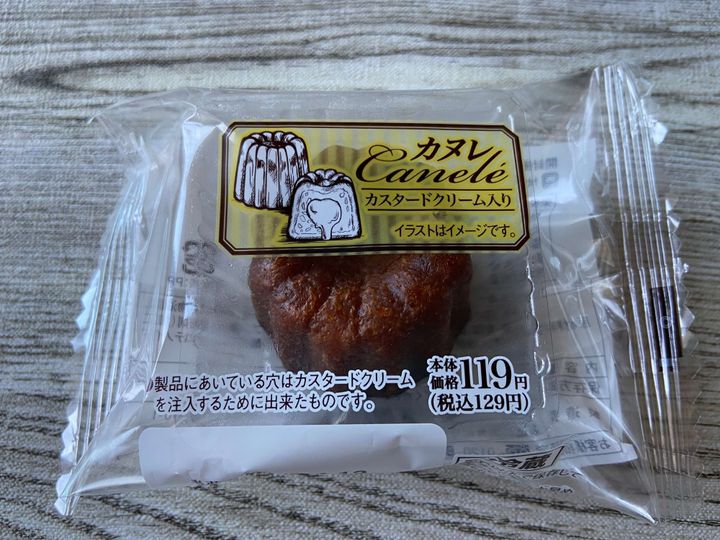 カヌレ
Canelé
カスタードクリーム入り
イラストはイメージです。
製品にあいている穴はカスタードクリーム
を注入するために出来たものです。
本体
価格119円
(税込129円)
冷蔵